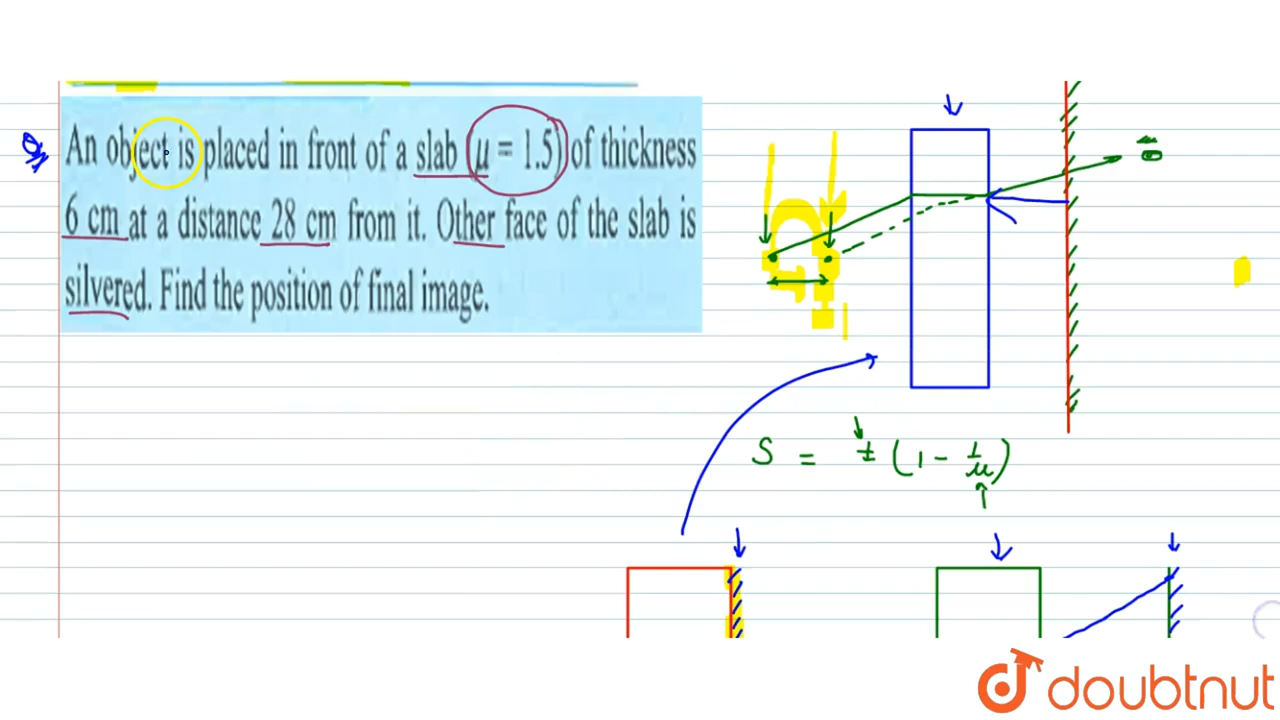 An object is placed in front of a slab (μ = 1.5) of thickness
6 cm at a distance 28 cm from it. Other face of the slab is
silvered. Find the position of final image.
S = t (1 - 1/μ)
doubtnut